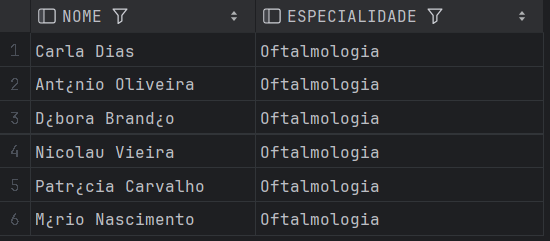 NOME ESPECIALIDADE
1 Carla Dias Oftalmologia
2 Ant¿nio Oliveira Oftalmologia
3 D¿bora Brand¿o Oftalmologia
4 Nicolau Vieira Oftalmologia
5 Patr¿cia Carvalho Oftalmologia
6 M¿rio Nascimento Oftalmologia